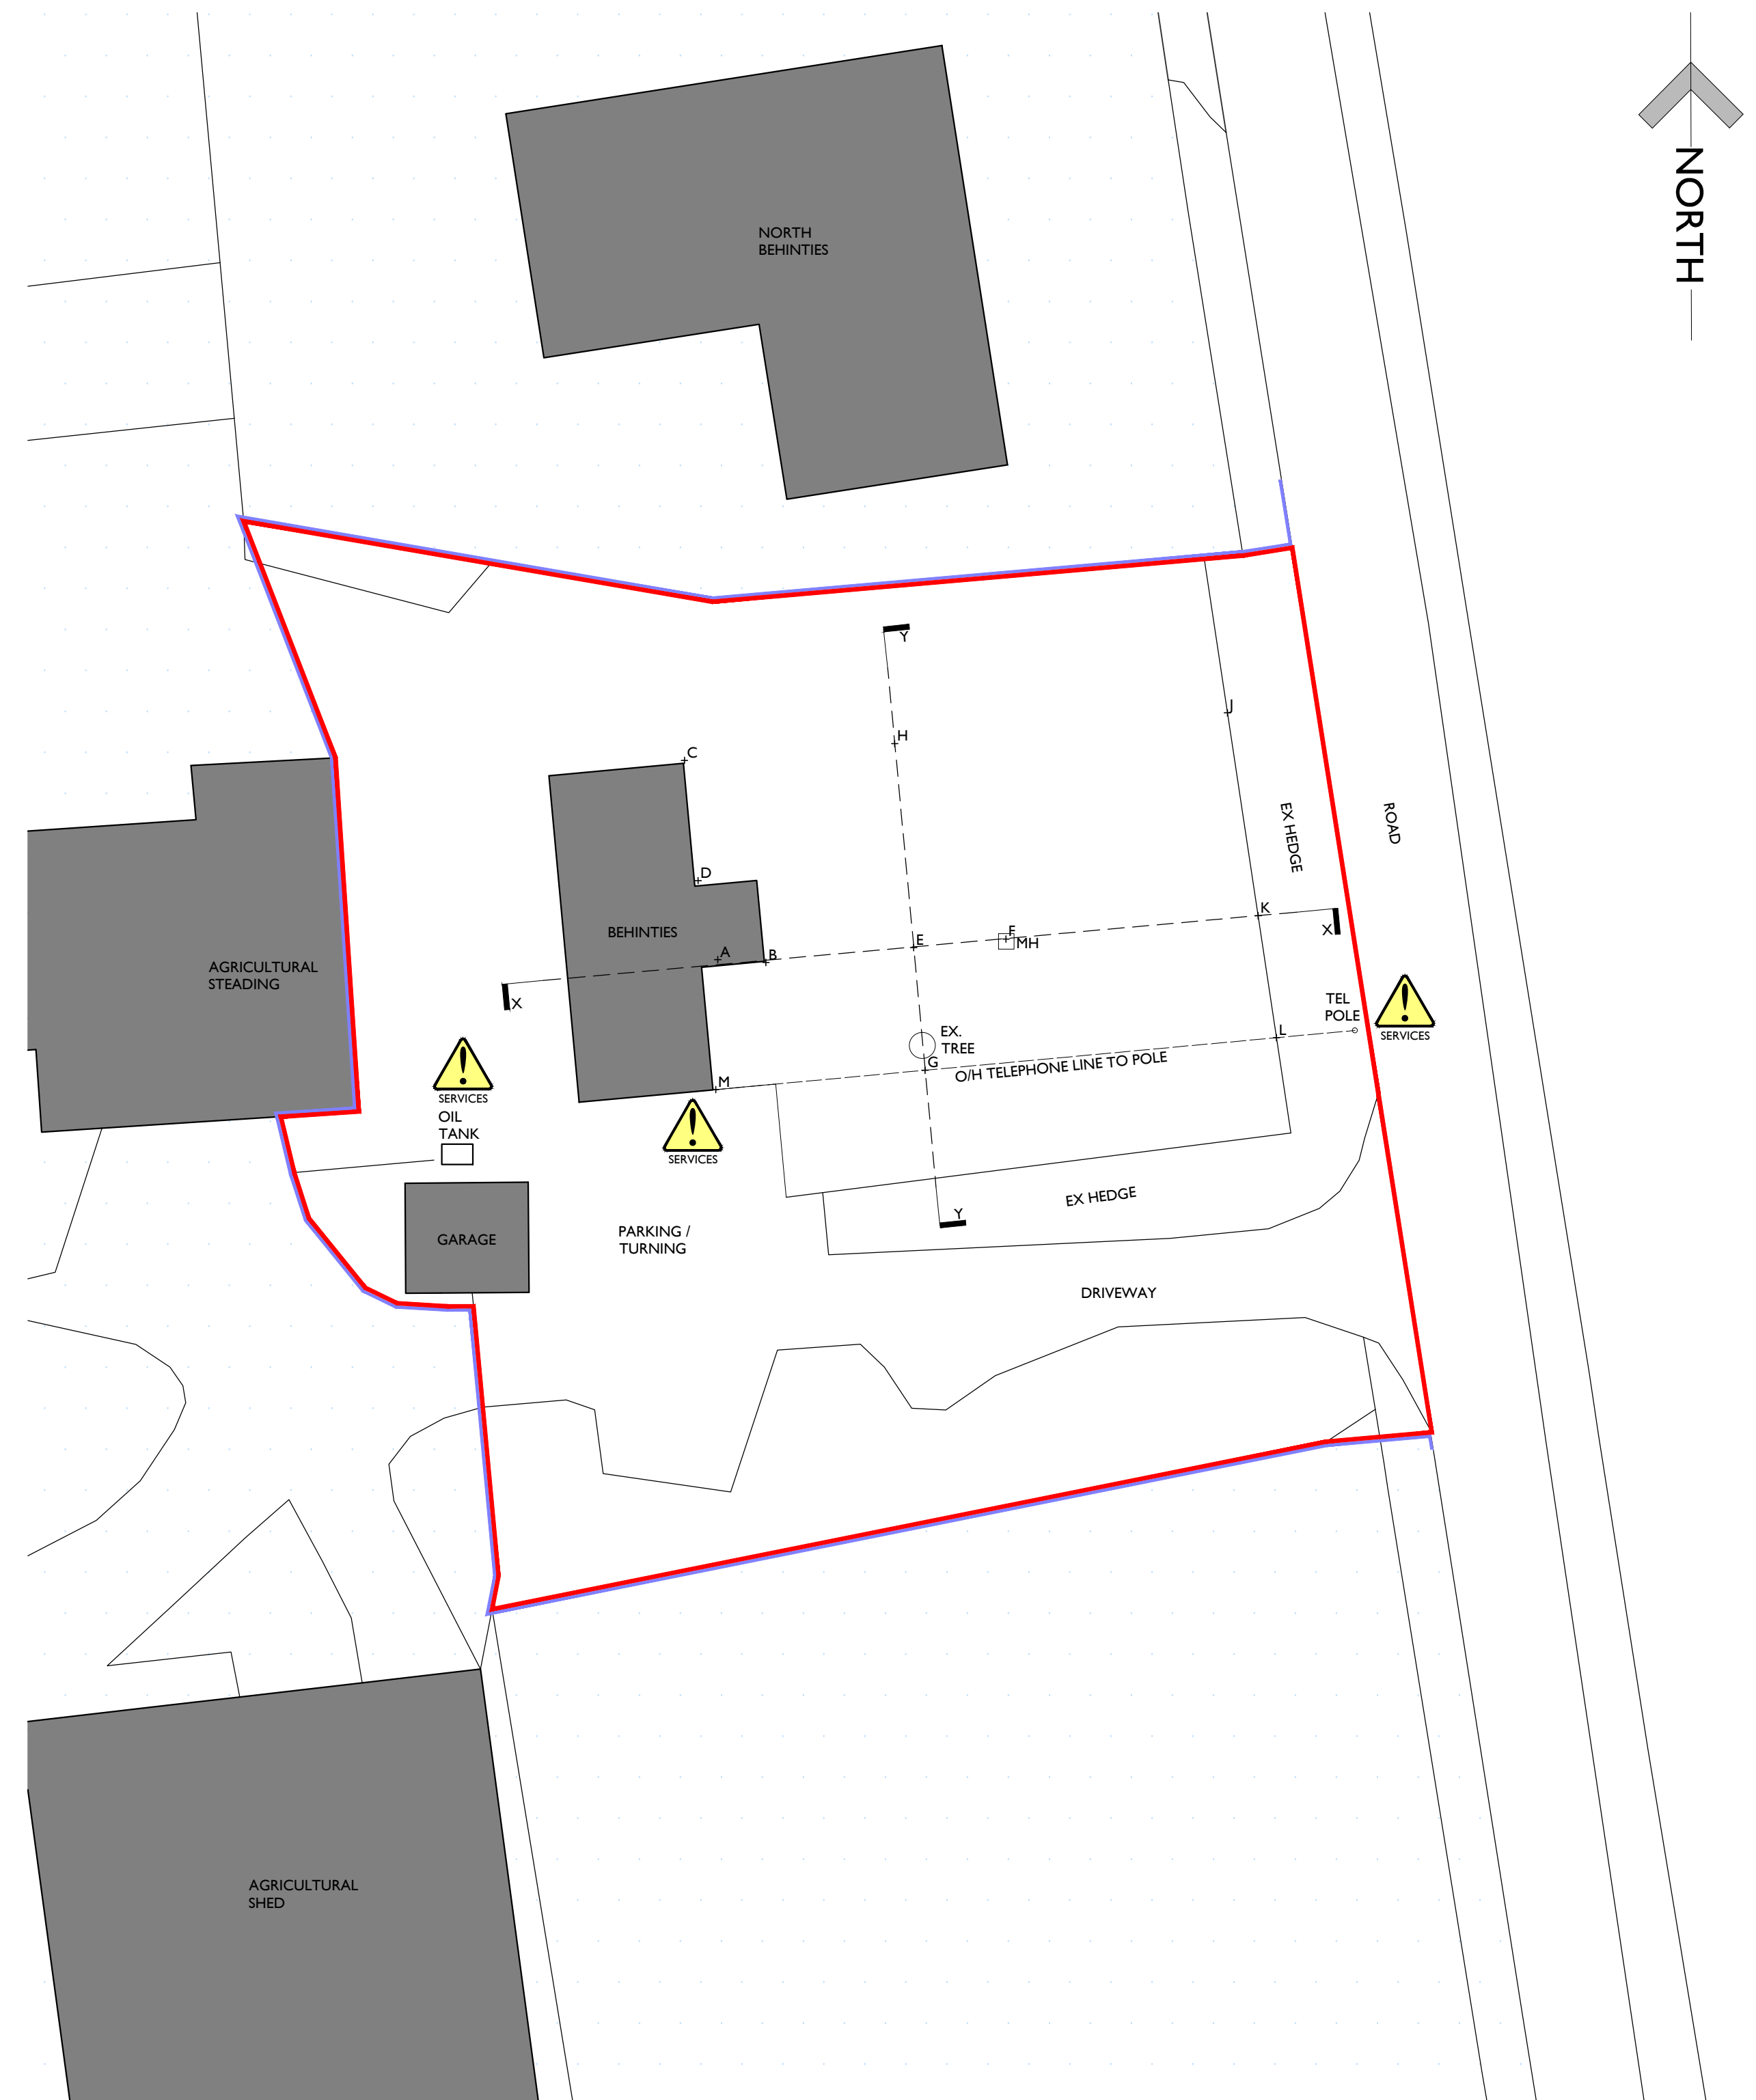 NORTH
NORTH
BEHINTIES
Y
J
H
C
EX HEDGE
ROAD
D
K
F
MH
E
X
BEHINTIES
A
B
AGRICULTURAL
STEADING
X
TEL
POLE
SERVICES
L
EX.
TREE
G
O/H TELEPHONE LINE TO POLE
M
SERVICES
OIL
TANK
SERVICES
EX HEDGE
Y
PARKING /
TURNING
GARAGE
DRIVEWAY
AGRICULTURAL
SHED